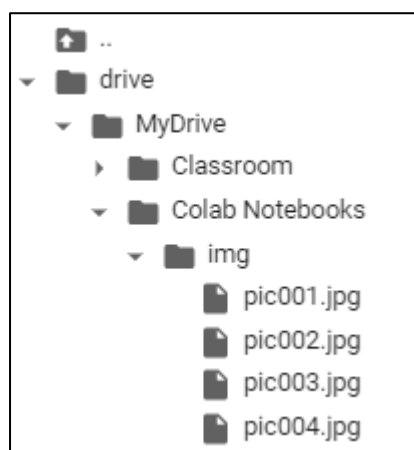 ..
drive
MyDrive
Classroom
Colab Notebooks
img
pic001.jpg
pic002.jpg
pic003.jpg
pic004.jpg